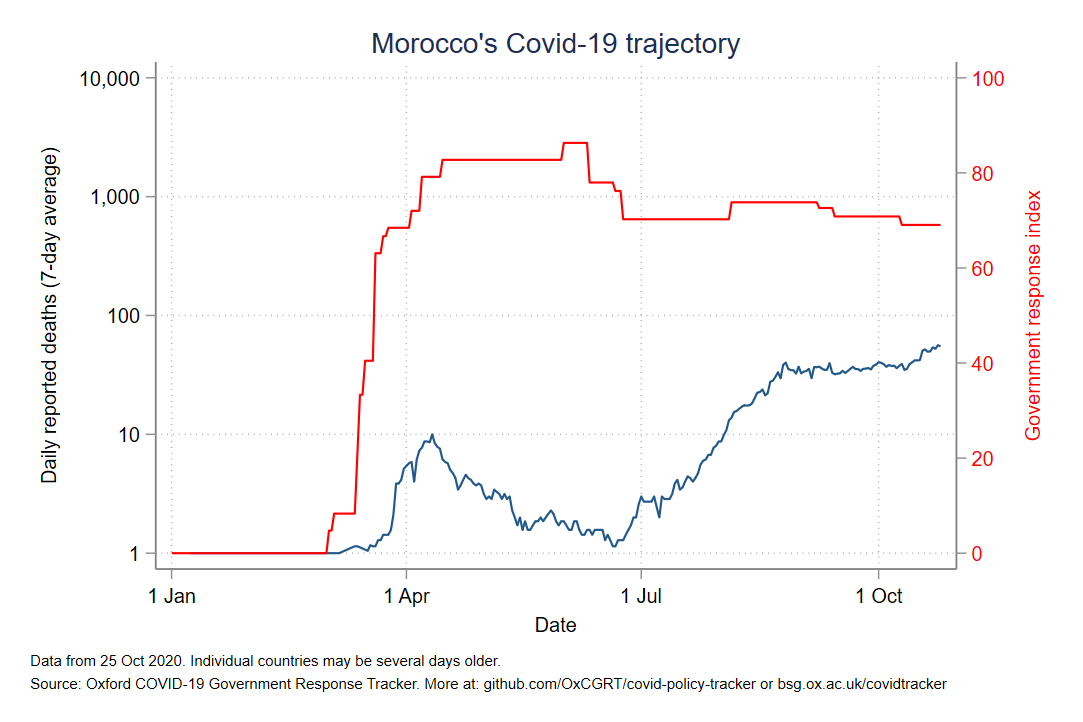 Morocco's Covid-19 trajectory
10,000
1,000
100
10
1
Daily reported deaths (7-day average)
100
80
60
40
20
0
Government response index
1 Jan
1 Apr
1 Jul
1 Oct
Date
Data from 25 Oct 2020. Individual countries may be several days older.
Source: Oxford COVID-19 Government Response Tracker. More at: github.com/OxCGRT/covid-policy-tracker or bsg.ox.ac.uk/covidtracker